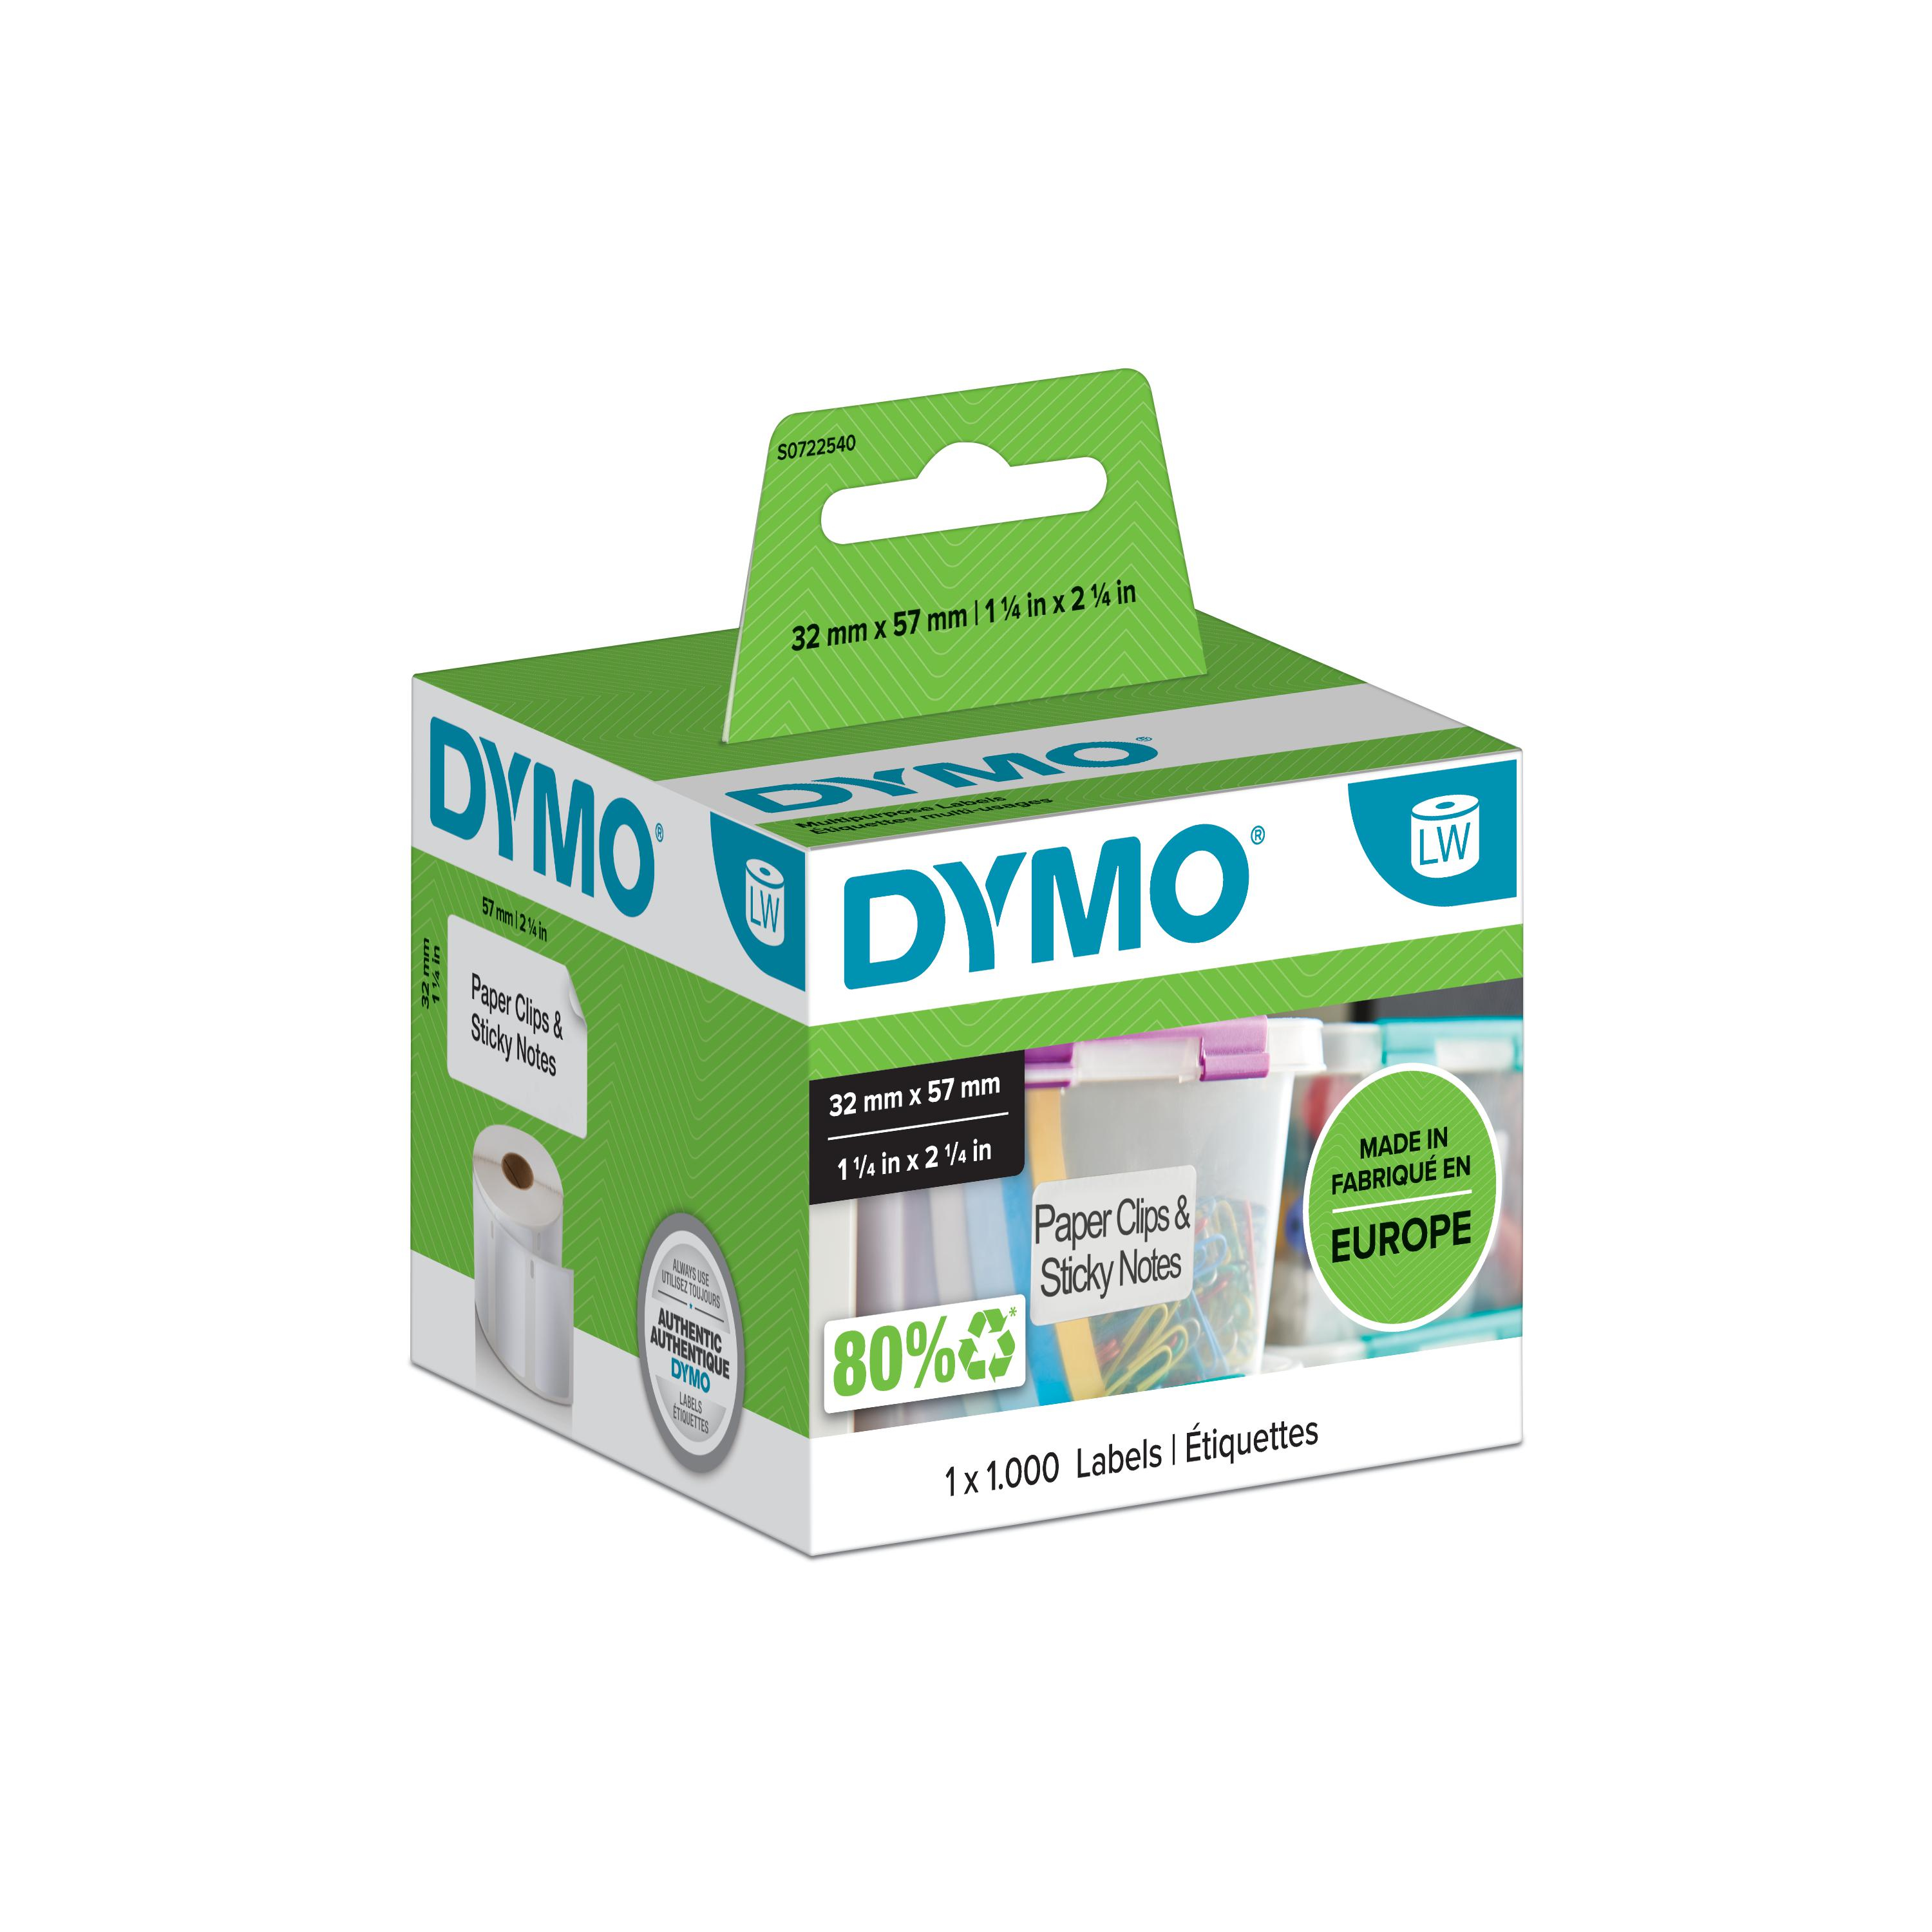 S0722540
32 mm x 57 mm | 1 ¼ in x 2 ¼ in
DYMO®
Multipurpose Labels
Étiquettes multi-usages
DYMO®
LW
57 mm | 2 ¼ in
32 mm
1 ¼ in
Paper Clips &
Sticky Notes
ALWAYS USE
UTILISEZ TOUJOURS
AUTHENTIC
AUTHENTIQUE
DYMO
LABELS
ÉTIQUETTES
DYMO®
LW
32 mm x 57 mm
1 ¼ in x 2 ¼ in
Paper Clips &
Sticky Notes
MADE IN
FABRIQUÉ EN
EUROPE
80%*
1 x 1.000 Labels | Étiquettes